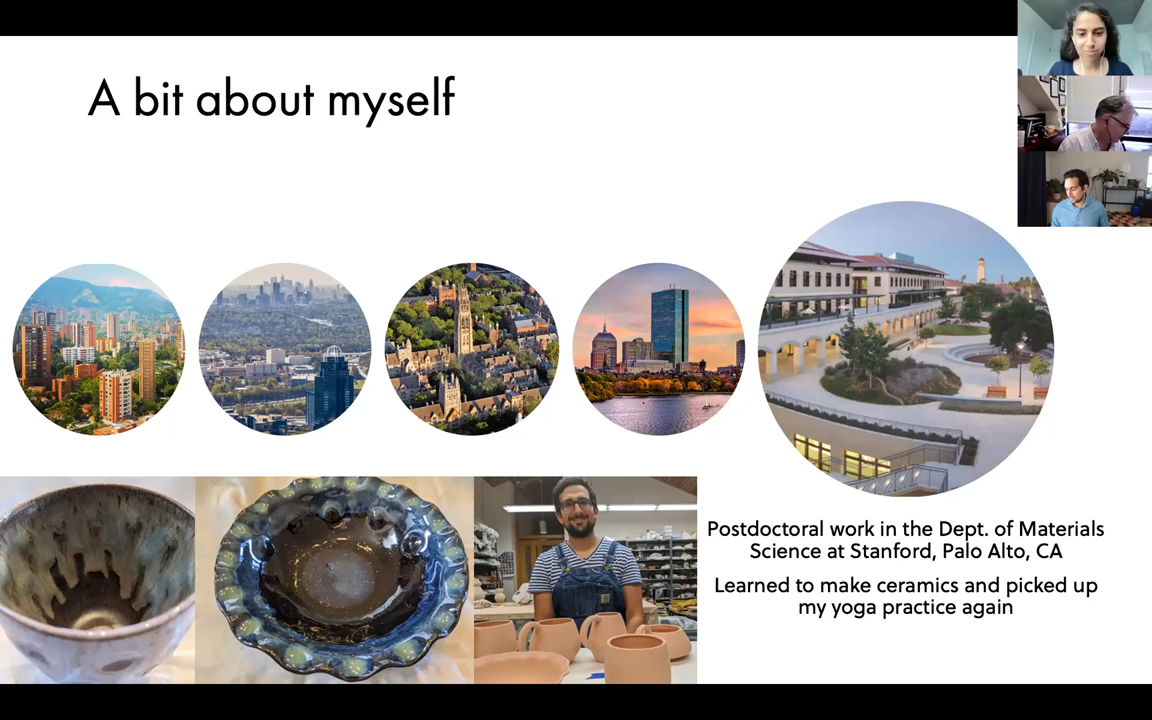 A bit about myself
Postdoctoral work in the Dept. of Materials
Science at Stanford, Palo Alto, CA
Learned to make ceramics and picked up
my yoga practice again